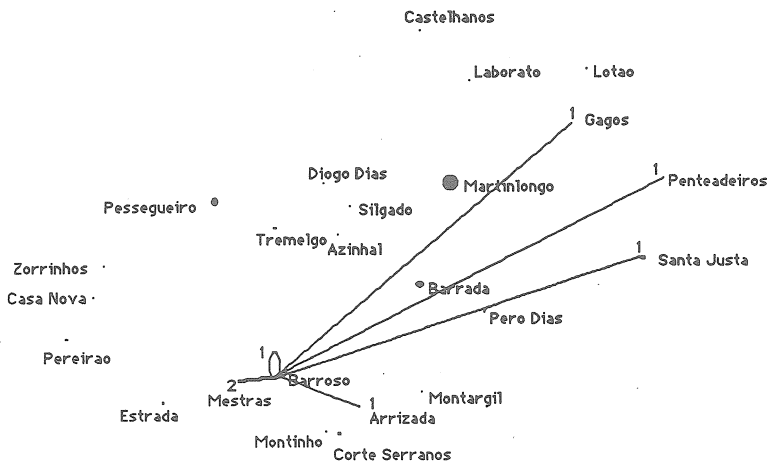 Castelhanos
Laborato
Lotao
1
Gagos
Diogo Dias
Martinlongo
1
Penteadeiros
Pessegueiro
Silgado
Tremelgo
Azinhal
1
Santa Justa
Zorrinhos
Casa Nova
Barrada
Pero Dias
Pereirao
1
Barroso
2
Mestras
Montargil
1
Arrizada
Estrada
Montinho
Corte Serranos